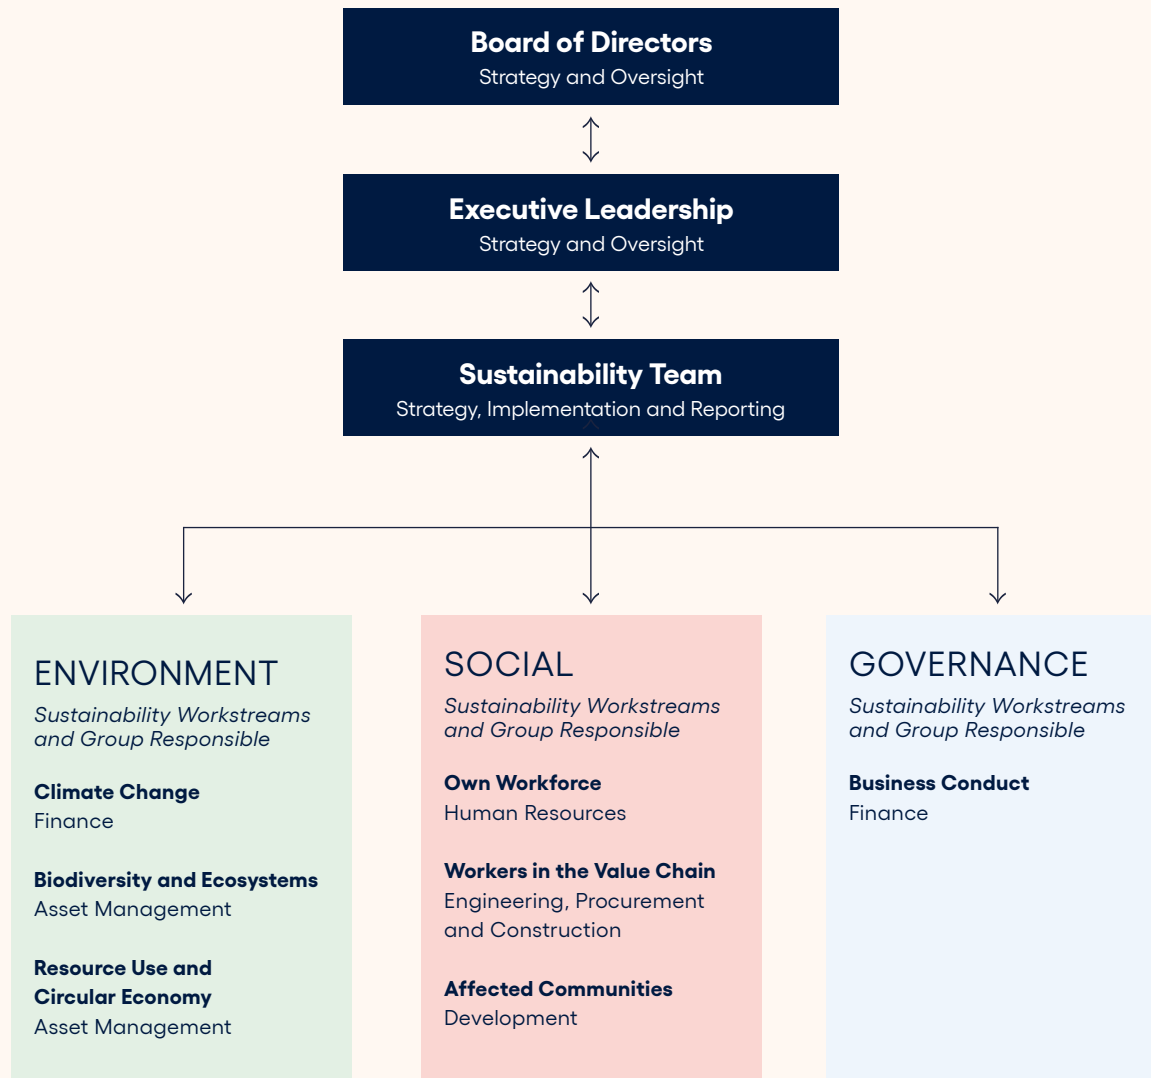 Board of Directors
Strategy and Oversight
Executive Leadership
Strategy and Oversight
Sustainability Team
Strategy, Implementation and Reporting
ENVIRONMENT
Sustainability Workstreams
and Group Responsible
Climate Change
Finance
Biodiversity and Ecosystems
Asset Management
Resource Use and
Circular Economy
Asset Management
SOCIAL
Sustainability Workstreams
and Group Responsible
Own Workforce
Human Resources
Workers in the Value Chain
Engineering, Procurement
and Construction
Affected Communities
Development
GOVERNANCE
Sustainability Workstreams
and Group Responsible
Business Conduct
Finance